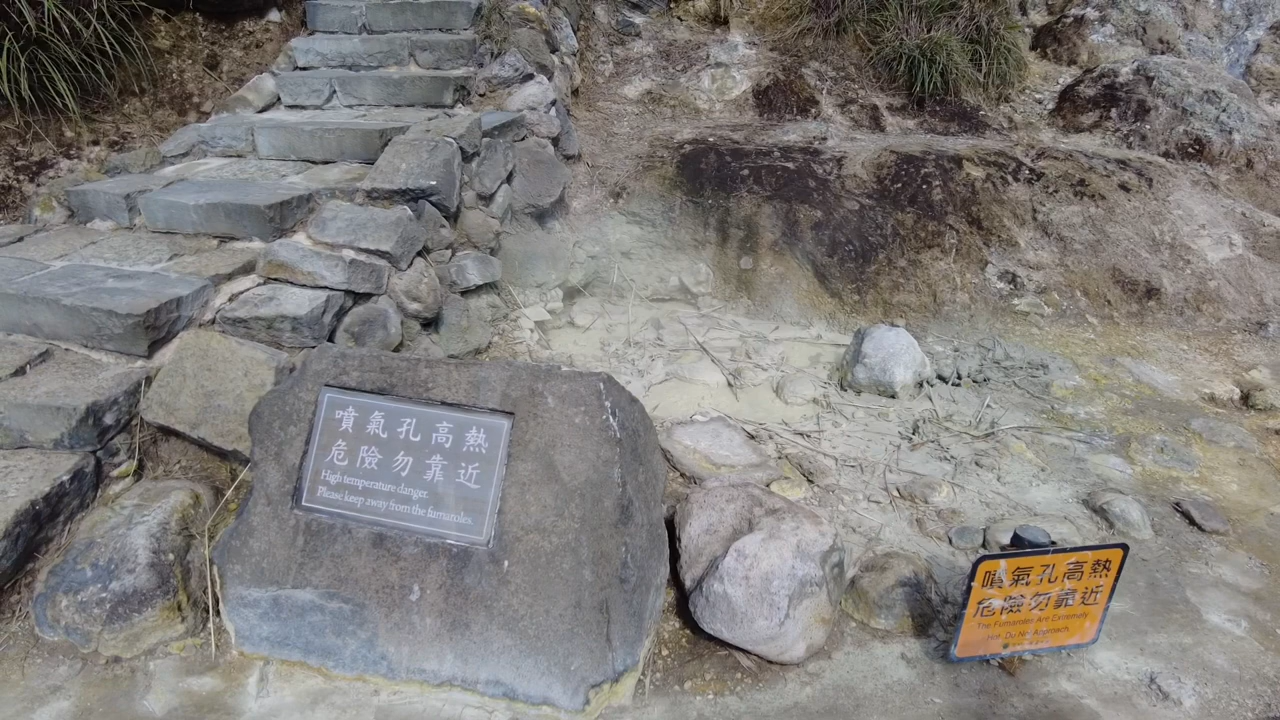 噴氣孔高熱
危險勿靠近
High temperature danger.
Please keep away from the fumaroles.
噴氣孔高熱
危險勿靠近
The Fumaroles Are Extremely
Hot. Do Not Approach.